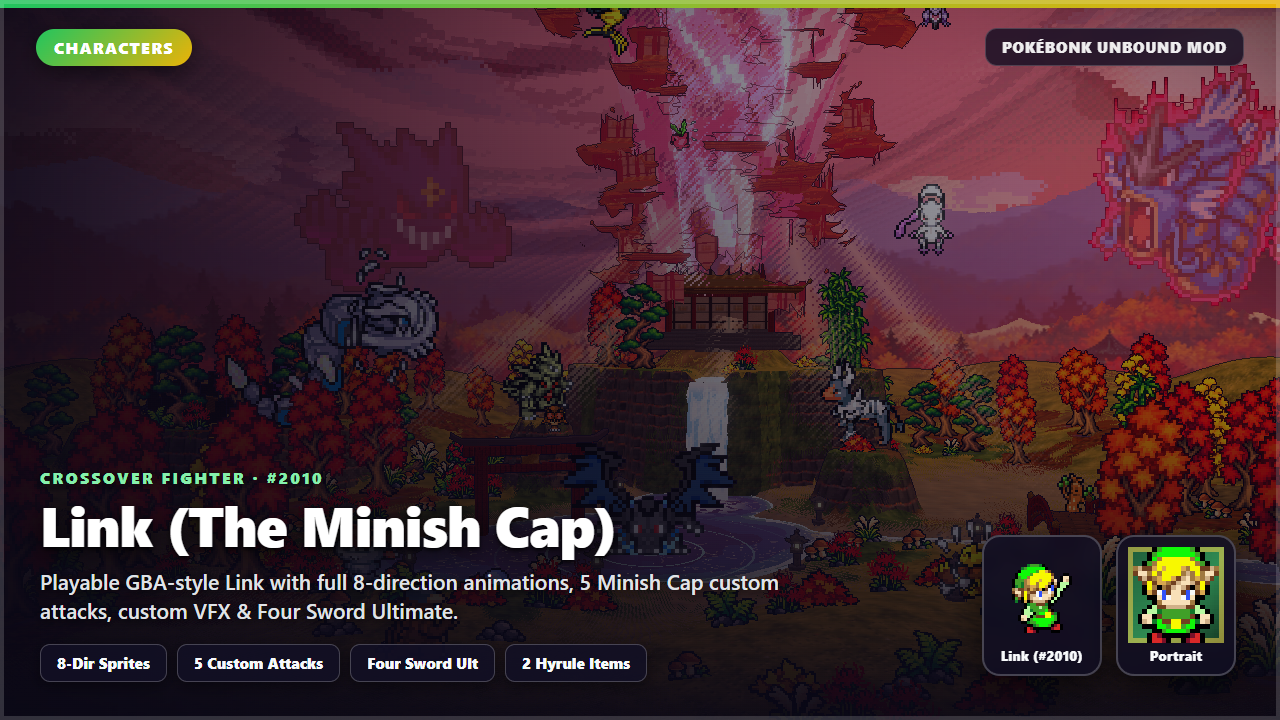 CHARACTERS
POKÉBONK UNBOUND MOD
CROSSOVER FIGHTER · #2010
Link (The Minish Cap)
Playable GBA-style Link with full 8-direction animations, 5 Minish Cap custom
attacks, custom VFX & Four Sword Ultimate.
8-Dir Sprites
5 Custom Attacks
Four Sword Ult
2 Hyrule Items
Link (#2010)
Portrait